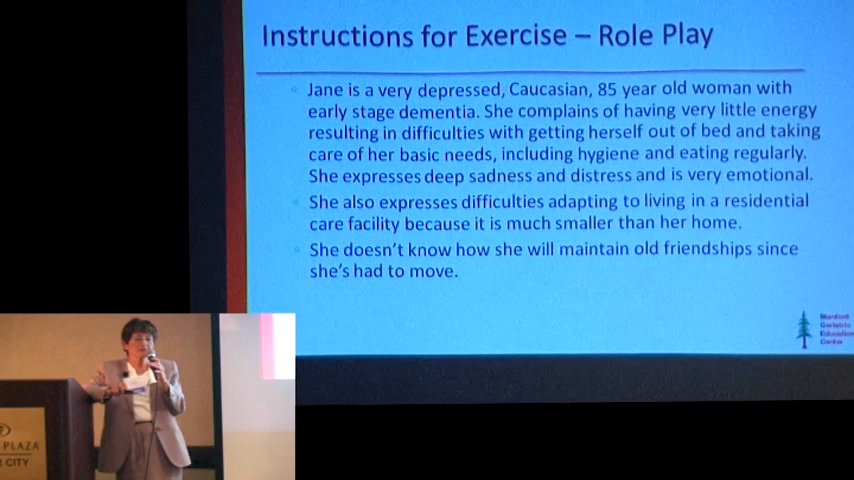 Instructions for Exercise – Role Play
Jane is a very depressed, Caucasian, 85 year old woman with
early stage dementia. She complains of having very little energy
resulting in difficulties with getting herself out of bed and taking
care of her basic needs, including hygiene and eating regularly.
She expresses deep sadness and distress and is very emotional.
She also expresses difficulties adapting to living in a residential
care facility because it is much smaller than her home.
She doesn't know how she will maintain old friendships since
she's had to move.
Stanford
Geriatric
Education
Center
PLAZA
CITY